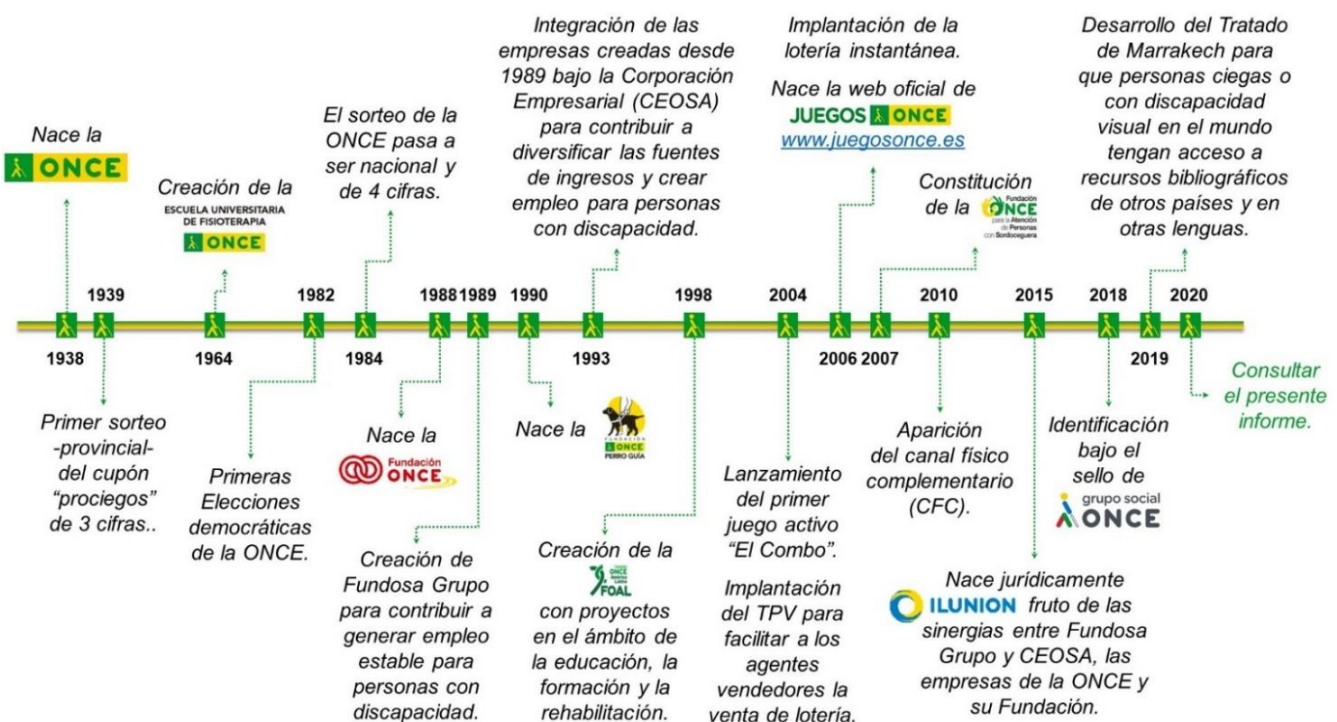 Nace la
ONCE
Creación de la
ESCUELA UNIVERSITARIA
DE FISIOTERAPIA
ONCE
El sorteo de la
ONCE pasa a
ser nacional y
de 4 cifras.
Integración de las
empresas creadas desde
1989 bajo la Corporación
Empresarial (CEOSA)
para contribuir a
diversificar las fuentes
de ingresos y crear
empleo para personas
con discapacidad.
Implantación de la
lotería instantánea.
Nace la web oficial de
JUEGOS ONCE
www.juegosonce.es
Constitución
de la
Fundación
ONCE
para la Atención
de Personas
con Sordoceguera
Desarrollo del Tratado
de Marrakech para
que personas ciegas o
con discapacidad
visual en el mundo
tengan acceso a
recursos bibliográficos
de otros países y en
otras lenguas.
1939 1982 1988 1989 1990 1998 2004 2010 2015 2018 2020
1938 1964 1984 1993 2006 2007 2019
Primer sorteo
-provincial-
del cupón
“prociegos”
de 3 cifras..
Primeras
Elecciones
democráticas
de la ONCE.
Nace la
Fundación
ONCE
Creación de
Fundosa Grupo
para contribuir a
generar empleo
estable para
personas con
discapacidad.
Nace la
FUNDACIÓN
ONCE
PERRO GUÍA
Creación de la
ONCE
FOAL
con proyectos
en el ámbito de
la educación, la
formación y la
rehabilitación.
Lanzamiento
del primer
juego activo
“El Combo”.
Implantación
del TPV para
facilitar a los
agentes
vendedores la
venta de lotería.
Aparición
del canal físico
complementario
(CFC).
Nace jurídicamente
ILUNION fruto de las
sinergias entre Fundosa
Grupo y CEOSA, las
empresas de la ONCE y
su Fundación.
Identificación
bajo el
sello de
grupo social
ONCE
Consultar
el presente
informe.